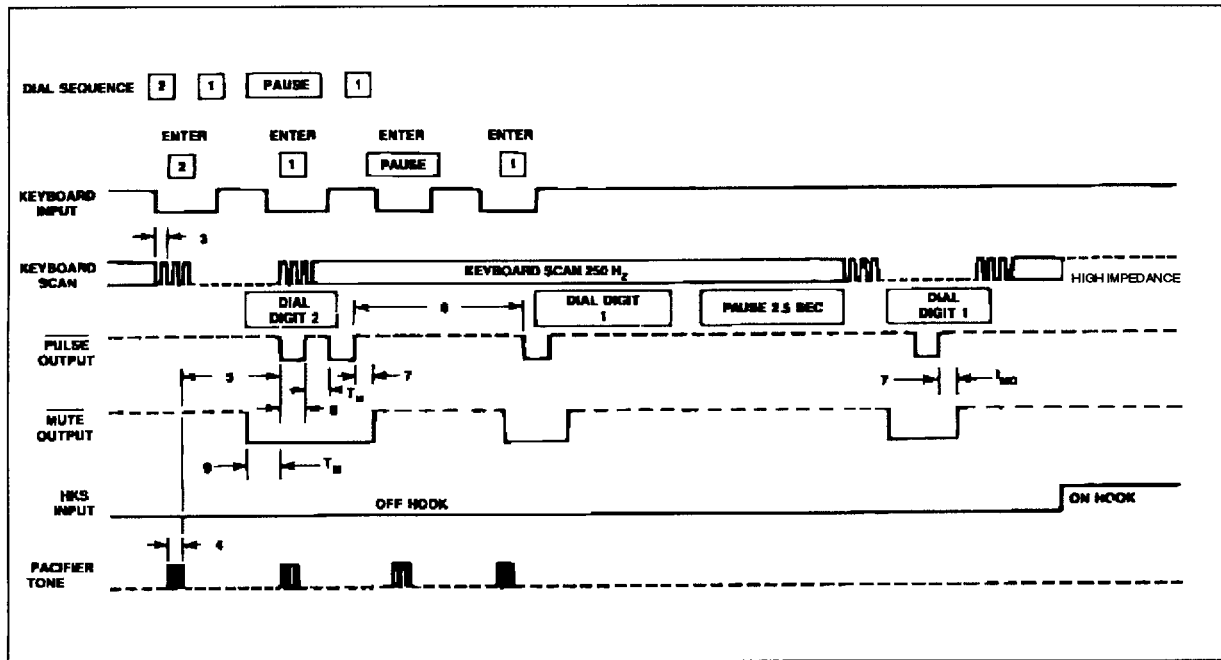 DIAL SEQUENCE 2 1 PAUSE 1
ENTER ENTER ENTER ENTER
2 1 PAUSE 1
KEYBOARD
INPUT
3
KEYBOARD
SCAN
KEYBOARD SCAN 250 HZ
HIGH IMPEDANCE
DIAL
DIGIT 2
DIAL DIGIT
1
PAUSE 2.5 SEC
DIAL
DIGIT 1
PULSE
OUTPUT
5
7
7
TM
MUTE
OUTPUT
9
TM
HKS
INPUT
OFF HOOK
ON HOOK
4
PACIFIER
TONE